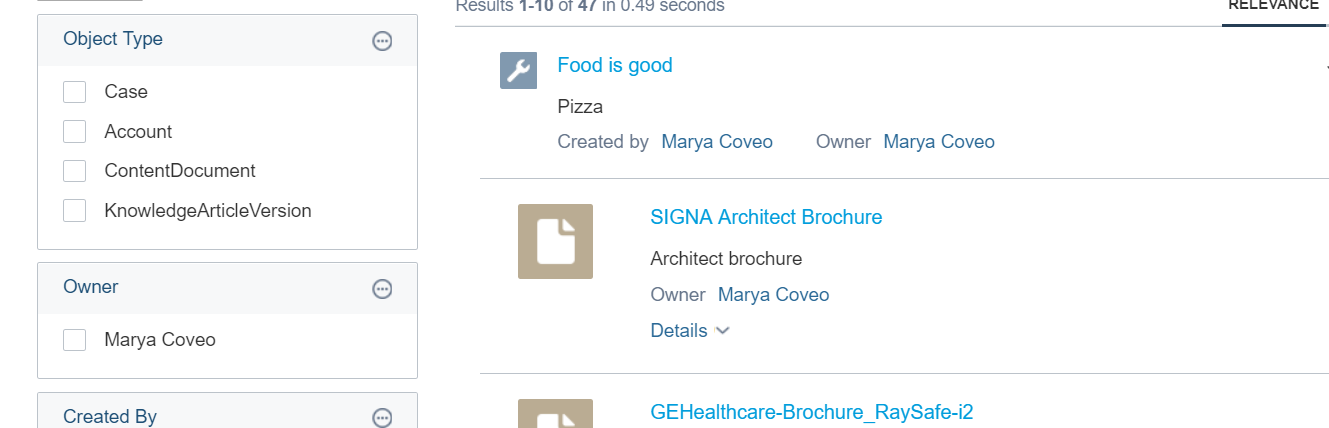 Results 1-10 of 47 in 0.49 seconds
RELEVANCE
Object Type
Case
Account
ContentDocument
KnowledgeArticleVersion
Owner
Marya Coveo
Created By
Food is good
Pizza
Created by Marya Coveo Owner Marya Coveo
SIGNA Architect Brochure
Architect brochure
Owner Marya Coveo
Details
GEHealthcare-Brochure_RaySafe-i2